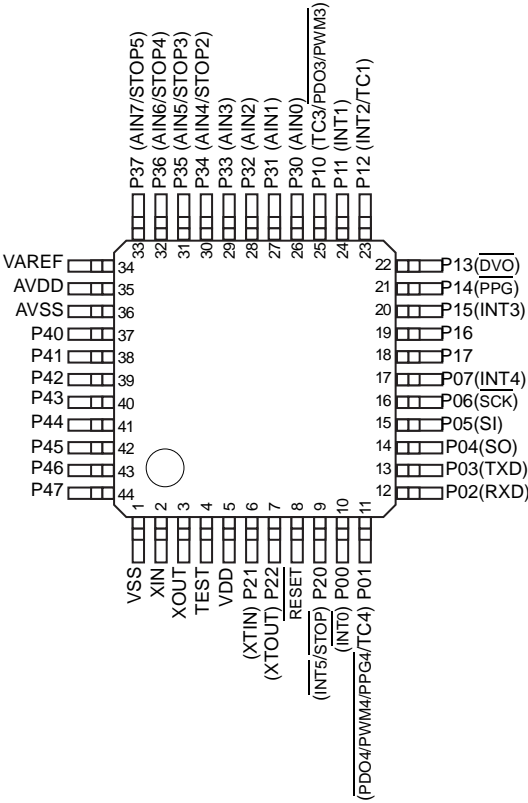 P37 (AIN7/STOP5)
P36 (AIN6/STOP4)
P35 (AIN5/STOP3)
P34 (AIN4/STOP2)
P33 (AIN3)
P32 (AIN2)
P31 (AIN1)
P30 (AIN0)
P10 (TC3/PDO3/PWM3)
P11 (INT1)
P12 (INT2/TC1)
33 32 31 30 29 28 27 26 25 24 23
VAREF 34
AVDD 35
AVSS 36
P40 37
P41 38
P42 39
P43 40
P44 41
P45 42
P46 43
P47 44
22 P13(DVO)
21 P14(PPG)
20 P15(INT3)
19 P16
18 P17
17 P07(INT4)
16 P06(SCK)
15 P05(SI)
14 P04(SO)
13 P03(TXD)
12 P02(RXD)
1 2 3 4 5 6 7 8 9 10 11
VSS
XIN
XOUT
TEST
VDD
(XTIN) P21
(XTOUT) P22
RESET
(INT5/STOP) P20
(INT0) P00
(PDO4/PWM4/PPG4/TC4) P01